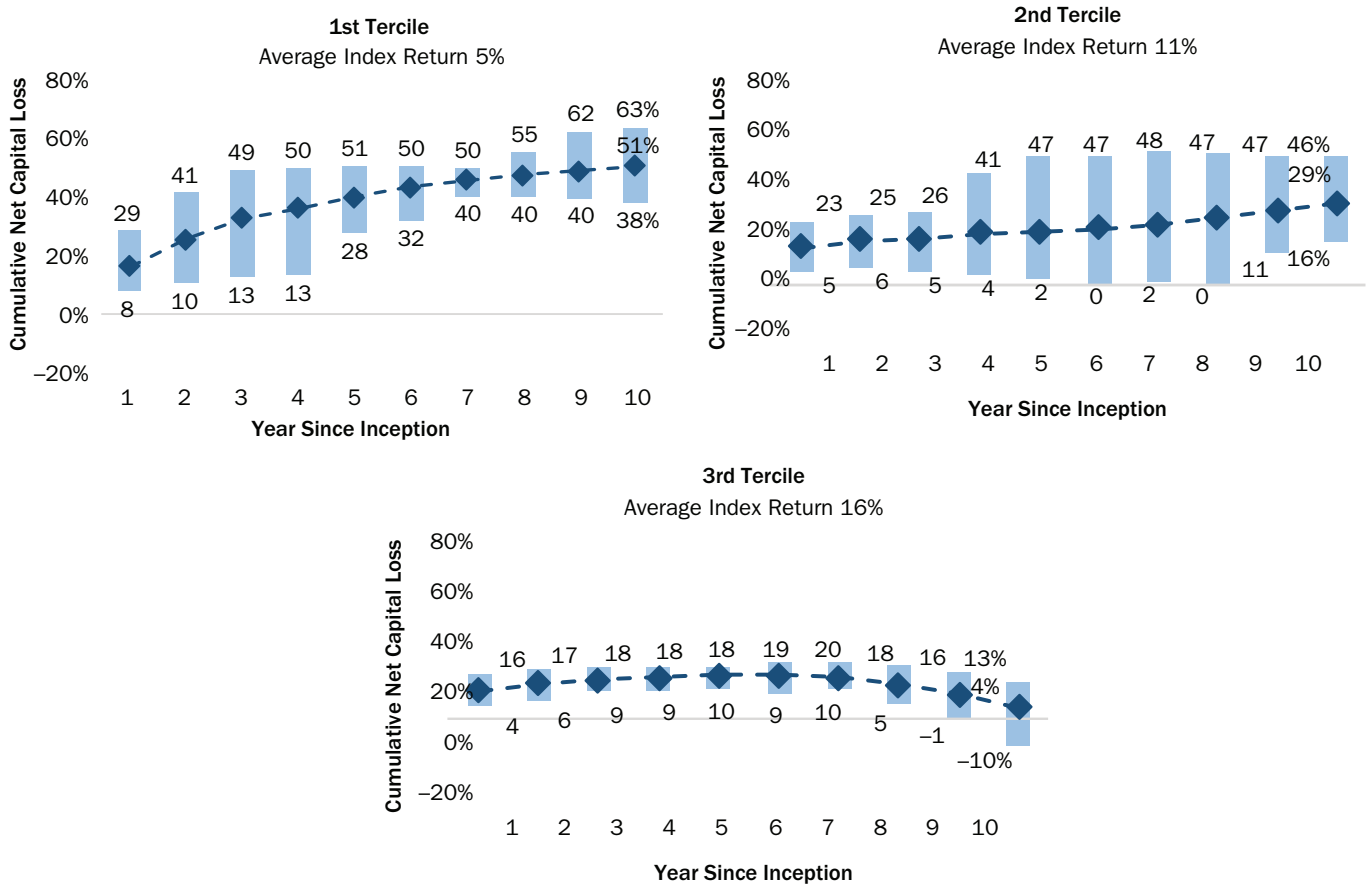 1st Tercile
Average Index Return 5%
Cumulative Net Capital Loss
80%
60%
40%
20%
0%
–20%
29 41 49 50 51 50 50 55 62 63%
51%
8 10 13 13 28 32 40 40 40 38%
1 2 3 4 5 6 7 8 9 10
Year Since Inception
2nd Tercile
Average Index Return 11%
Cumulative Net Capital Loss
80%
60%
40%
20%
0%
–20%
23 25 26 41 47 47 48 47 47 46%
29%
5 6 5 4 2 0 2 0 11 16%
1 2 3 4 5 6 7 8 9 10
Year Since Inception
3rd Tercile
Average Index Return 16%
Cumulative Net Capital Loss
80%
60%
40%
20%
0%
–20%
16 17 18 18 18 19 20 18 16 13%
4%
4 6 9 9 10 9 10 5 –1 –10%
1 2 3 4 5 6 7 8 9 10
Year Since Inception